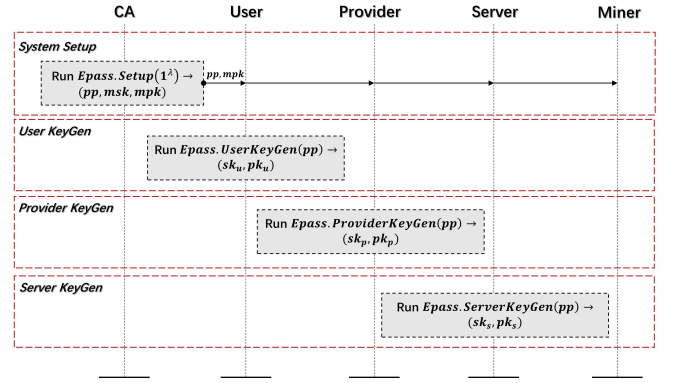 CA User Provider Server Miner
System Setup
Run Epass.Setup(1^λ) →
(pp, msk, mpk)
pp, mpk
User KeyGen
Run Epass.UserKeyGen(pp) →
(sk_u, pk_u)
Provider KeyGen
Run Epass.ProviderKeyGen(pp) →
(sk_p, pk_p)
Server KeyGen
Run Epass.ServerKeyGen(pp) →
(sk_s, pk_s)